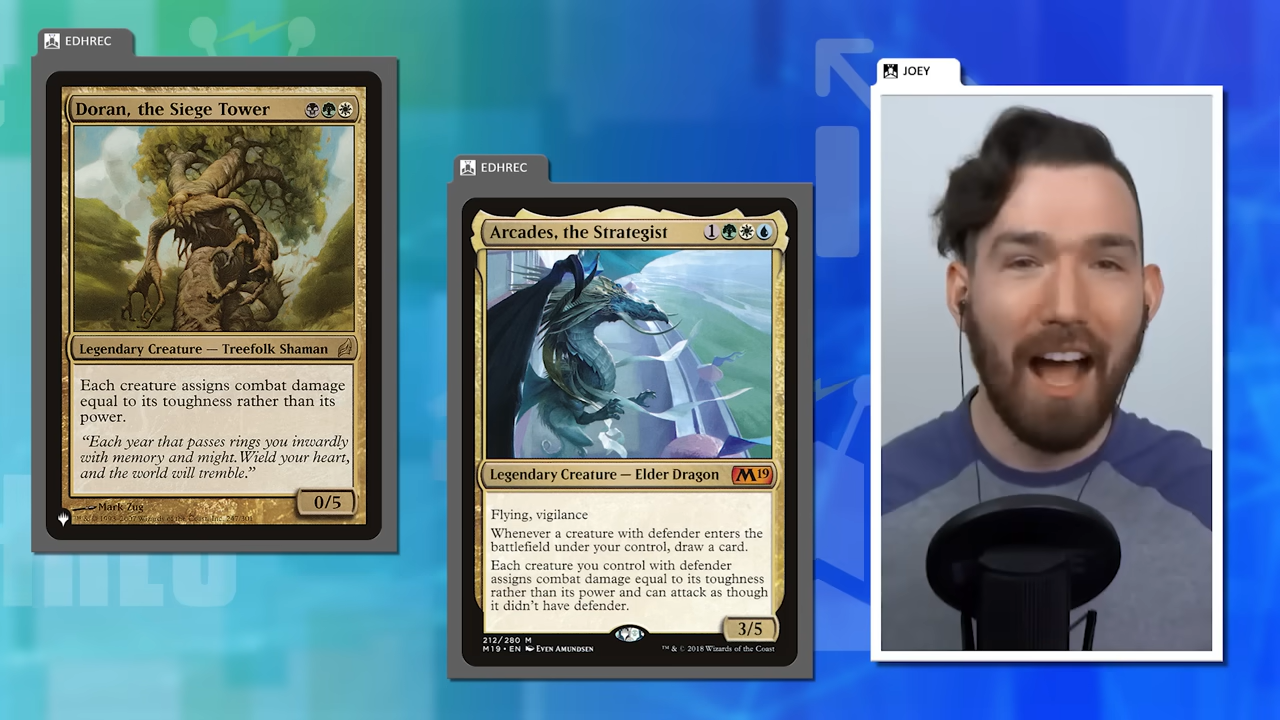 EDHREC
Doran, the Siege Tower
Legendary Creature — Treefolk Shaman
Each creature assigns combat damage
equal to its toughness rather than its
power.
“Each year that passes rings you inwardly
with memory and might. Wield your heart,
and the world will tremble.”
0/5
Mark Zug
EDHREC
Arcades, the Strategist
1
Legendary Creature — Elder Dragon M19
Flying, vigilance
Whenever a creature with defender enters the
battlefield under your control, draw a card.
Each creature you control with defender
assigns combat damage equal to its toughness
rather than its power and can attack as though
it didn't have defender.
3/5
212/280 M
M19 • EN Even Amundsen
™ & © 2018 Wizards of the Coast
JOEY